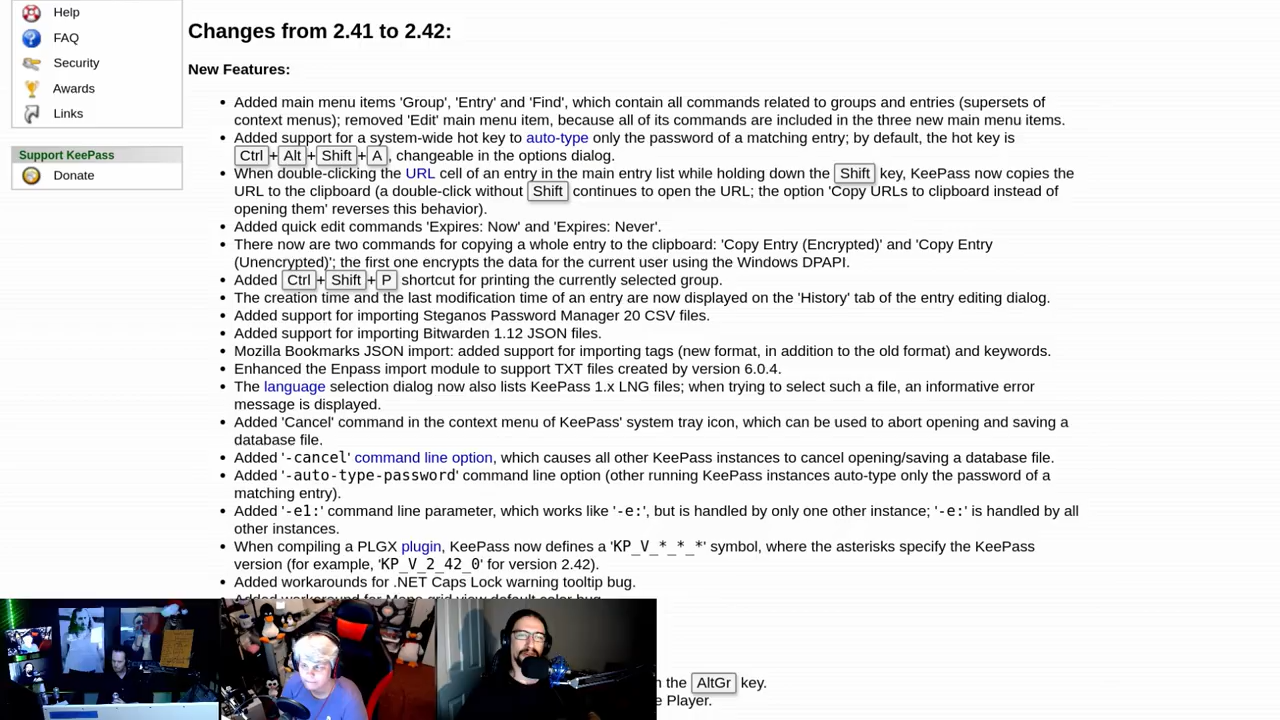 Help
FAQ
Security
Awards
Links
Support KeePass
Donate
Changes from 2.41 to 2.42:
New Features:
• Added main menu items 'Group', 'Entry' and 'Find', which contain all commands related to groups and entries (supersets of
context menus); removed 'Edit' main menu item, because all of its commands are included in the three new main menu items.
• Added support for a system-wide hot key to auto-type only the password of a matching entry; by default, the hot key is
Ctrl+Alt+Shift+A, changeable in the options dialog.
• When double-clicking the URL cell of an entry in the main entry list while holding down the Shift key, KeePass now copies the
URL to the clipboard (a double-click without Shift continues to open the URL; the option 'Copy URLs to clipboard instead of
opening them' reverses this behavior).
• Added quick edit commands 'Expires: Now' and 'Expires: Never'.
• There now are two commands for copying a whole entry to the clipboard: 'Copy Entry (Encrypted)' and 'Copy Entry
(Unencrypted)'; the first one encrypts the data for the current user using the Windows DPAPI.
• Added Ctrl+Shift+P shortcut for printing the currently selected group.
• The creation time and the last modification time of an entry are now displayed on the 'History' tab of the entry editing dialog.
• Added support for importing Steganos Password Manager 20 CSV files.
• Added support for importing Bitwarden 1.12 JSON files.
• Mozilla Bookmarks JSON import: added support for importing tags (new format, in addition to the old format) and keywords.
• Enhanced the Enpass import module to support TXT files created by version 6.0.4.
• The language selection dialog now also lists KeePass 1.x LNG files; when trying to select such a file, an informative error
message is displayed.
• Added 'Cancel' command in the context menu of KeePass' system tray icon, which can be used to abort opening and saving a
database file.
• Added '-cancel' command line option, which causes all other KeePass instances to cancel opening/saving a database file.
• Added '-auto-type-password' command line option (other running KeePass instances auto-type only the password of a
matching entry).
• Added '-e1:' command line parameter, which works like '-e:', but is handled by only one other instance; '-e:' is handled by all
other instances.
• When compiling a PLGX plugin, KeePass now defines a 'KP_V_*_*_*' symbol, where the asterisks specify the KeePass
version (for example, 'KP_V_2_42_0' for version 2.42).
• Added workarounds for .NET Caps Lock warning tooltip bug.
• Added workaround for Mono grid view default color bug.
the AltGr key.
Player.